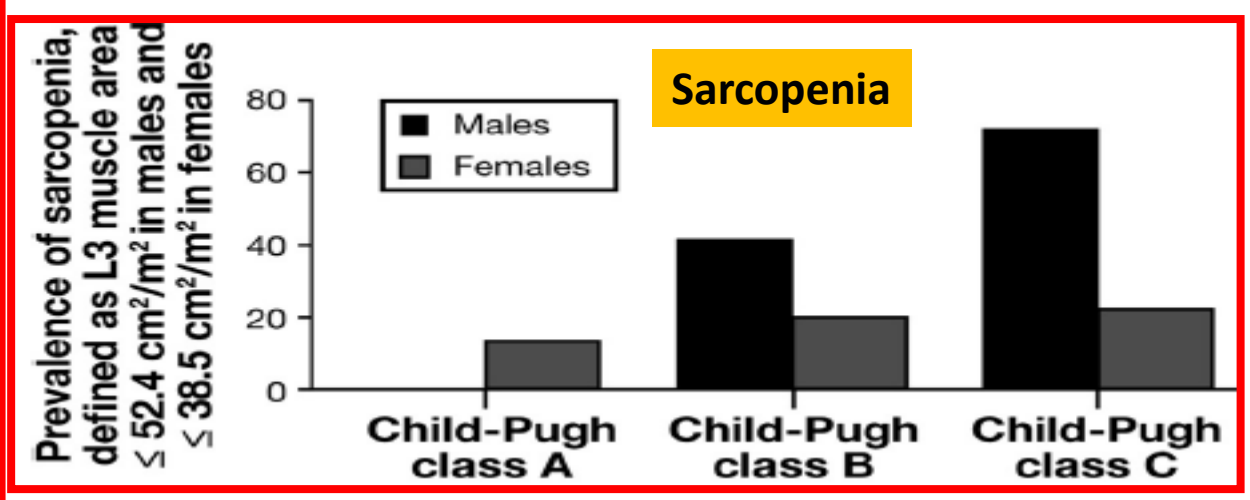 Prevalence of sarcopenia,
defined as L3 muscle area
≤ 52.4 cm²/m² in males and
≤ 38.5 cm²/m² in females
Sarcopenia
80
60
40
20
0
Males
Females
Child-Pugh
class A
Child-Pugh
class B
Child-Pugh
class C